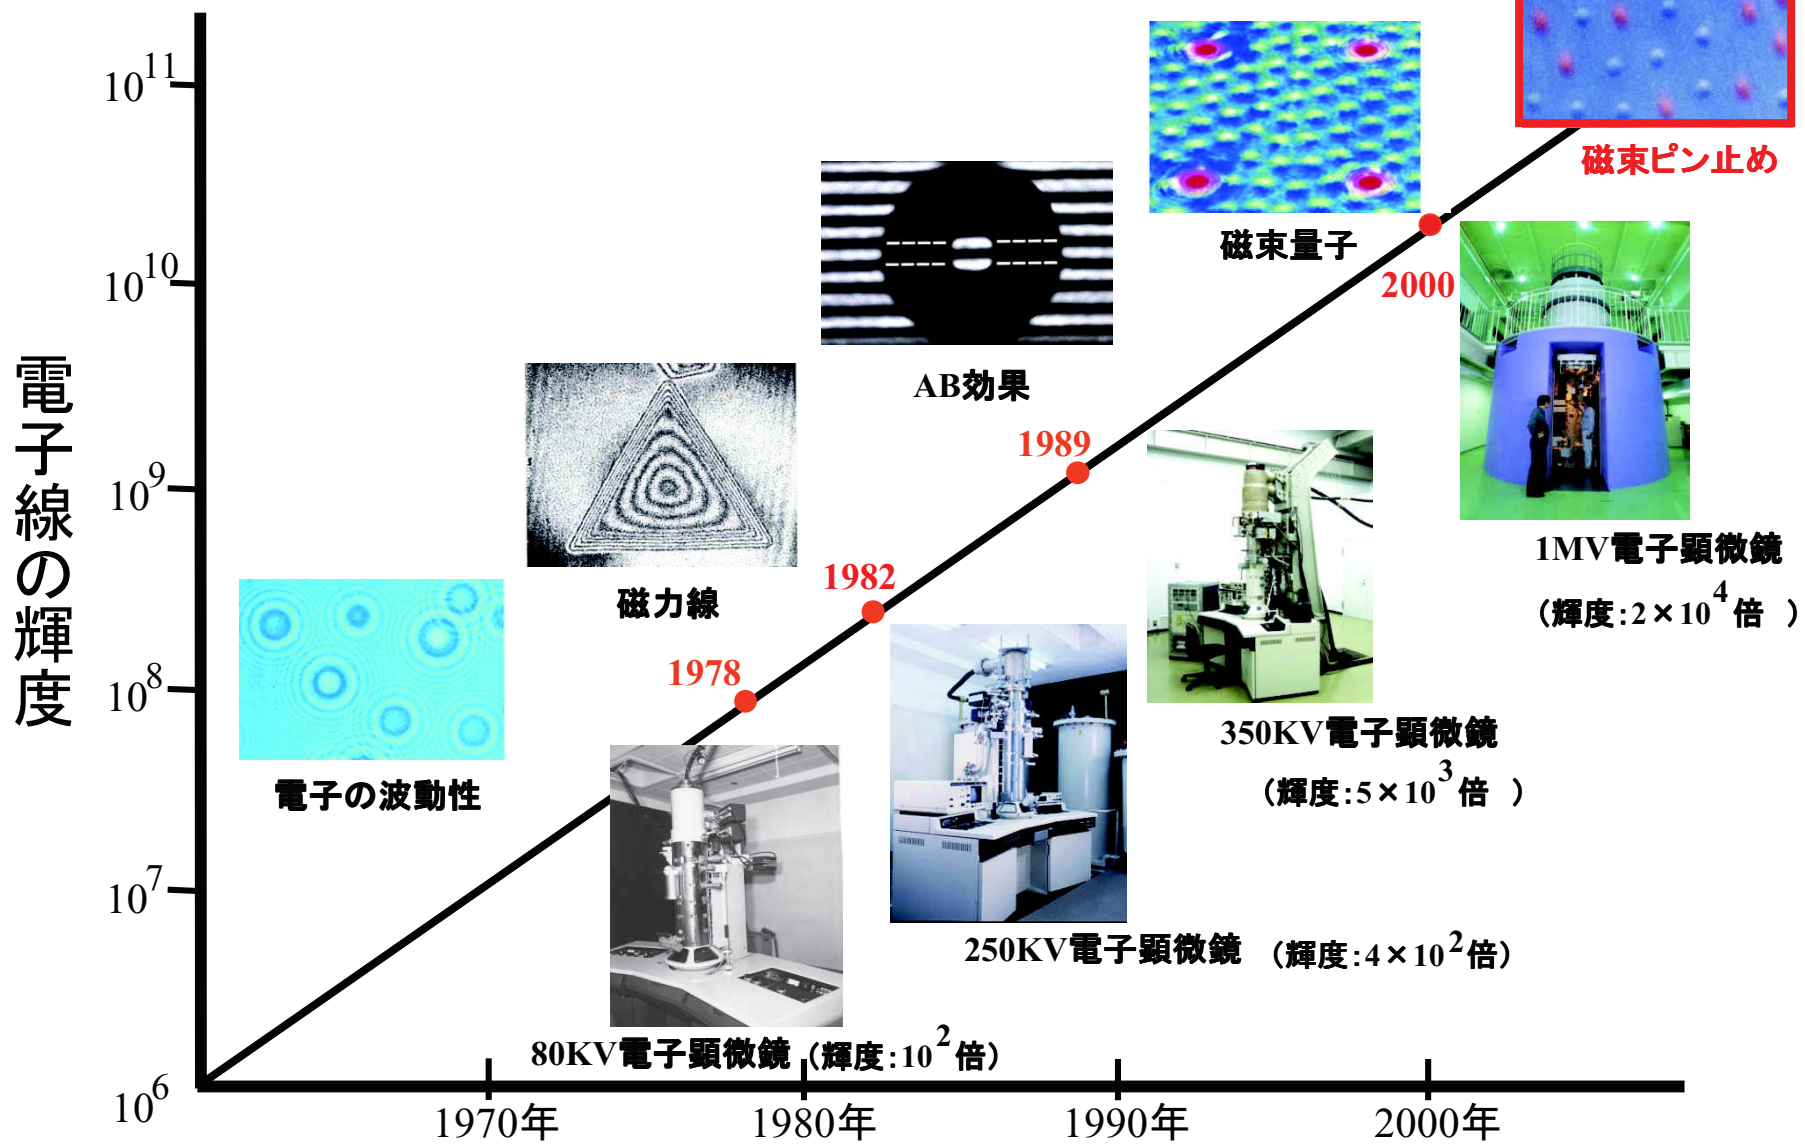 電子線の輝度
10¹¹
10¹⁰
10⁹
10⁸
10⁷
10⁶
1970年
1980年
1990年
2000年
電子の波動性
磁力線
AB効果
磁束量子
磁束ピン止め
1978
1982
1989
2000
80KV電子顕微鏡(輝度:10²倍)
250KV電子顕微鏡 (輝度:4×10²倍)
350KV電子顕微鏡
(輝度:5×10³倍 )
1MV電子顕微鏡
(輝度:2×10⁴倍 )